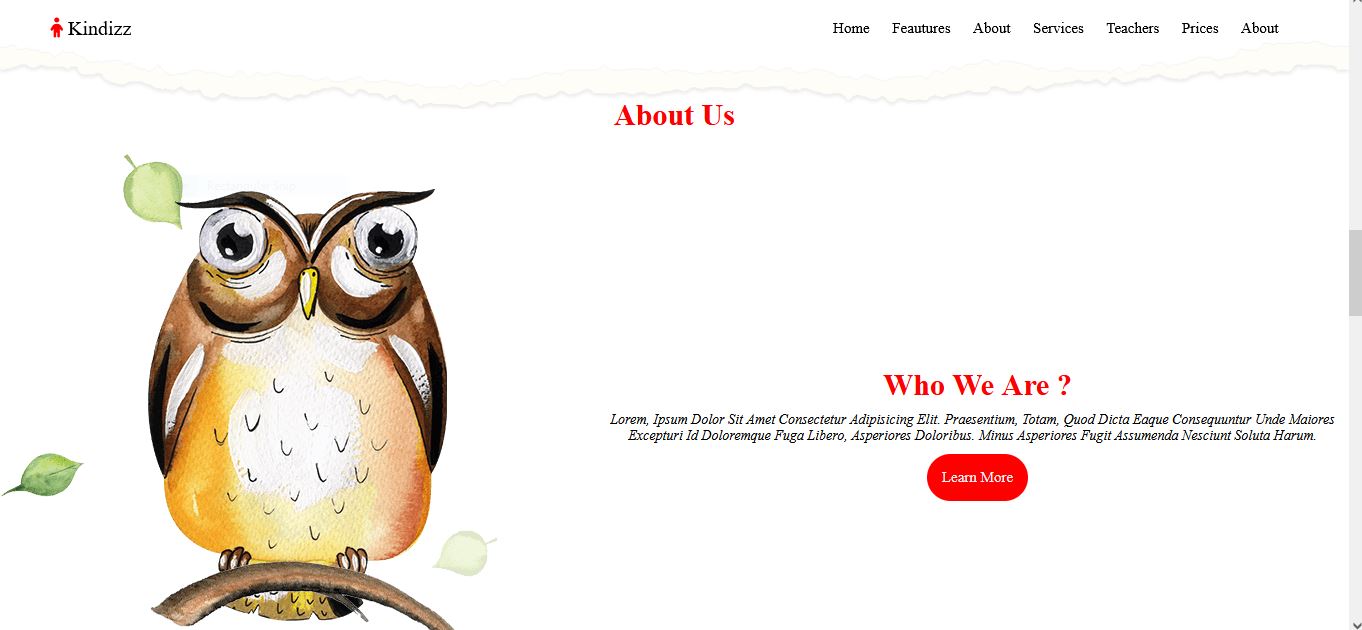 Kindizz
Home Feautures About Services Teachers Prices About
About Us
Rectangular Snip
Who We Are ?
Lorem, Ipsum Dolor Sit Amet Consectetur Adipisicing Elit. Praesentium, Totam, Quod Dicta Eaque Consequuntur Unde Maiores
Excepturi Id Doloremque Fuga Libero, Asperiores Doloribus. Minus Asperiores Fugit Assumenda Nesciunt Soluta Harum.
Learn More